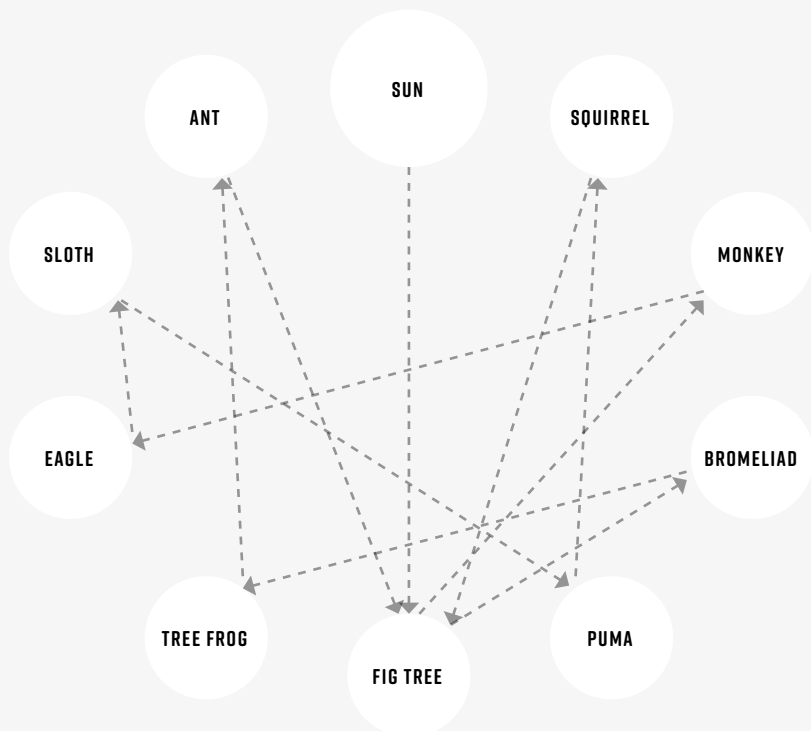 SUN
ANT
SQUIRREL
SLOTH
MONKEY
EAGLE
BROMELIAD
TREE FROG
PUMA
FIG TREE